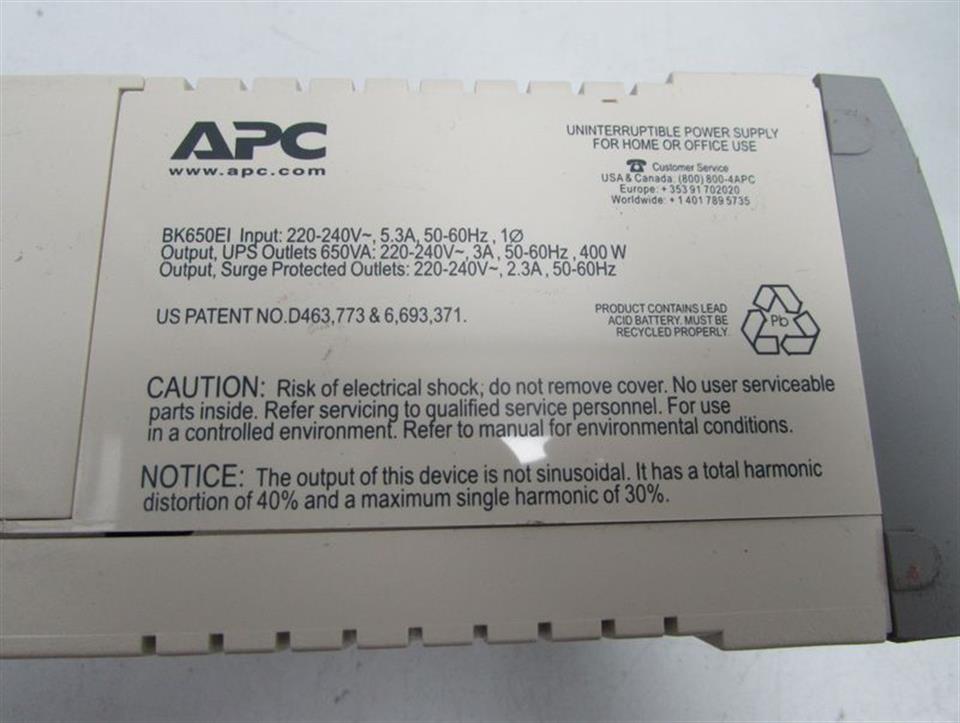 APC
www.apc.com
UNINTERRUPTIBLE POWER SUPPLY
FOR HOME OR OFFICE USE
Customer Service
USA & Canada: (800) 800-4APC
Europe: + 353 91 702020
Worldwide: + 1 401 789 5735
BK650EI Input: 220-240V~, 5.3A, 50-60Hz, 1Ø
Output, UPS Outlets 650VA: 220-240V~, 3A, 50-60Hz, 400 W
Output, Surge Protected Outlets: 220-240V~, 2.3A, 50-60Hz
US PATENT NO.D463,773 & 6,693,371.
PRODUCT CONTAINS LEAD
ACID BATTERY. MUST BE
RECYCLED PROPERLY.
Pb
CAUTION: Risk of electrical shock, do not remove cover. No user serviceable
parts inside. Refer servicing to qualified service personnel. For use
in a controlled environment. Refer to manual for environmental conditions.
NOTICE: The output of this device is not sinusoidal. It has a total harmonic
distortion of 40% and a maximum single harmonic of 30%.